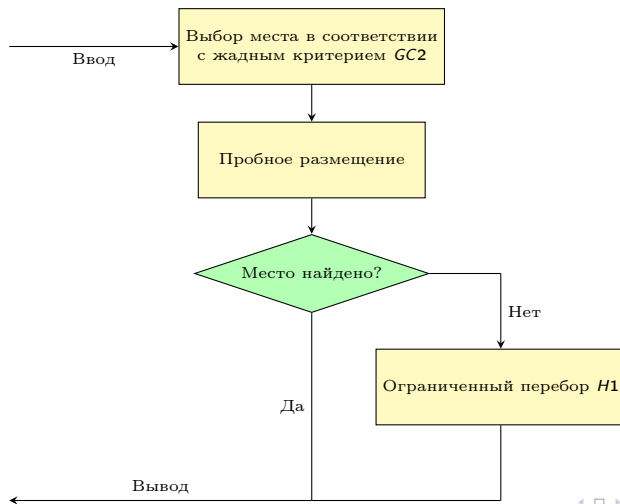 Выбор места в соответствии
с жадным критерием GC2
Ввод
Пробное размещение
Место найдено?
Нет
Ограниченный перебор H1
Да
Вывод